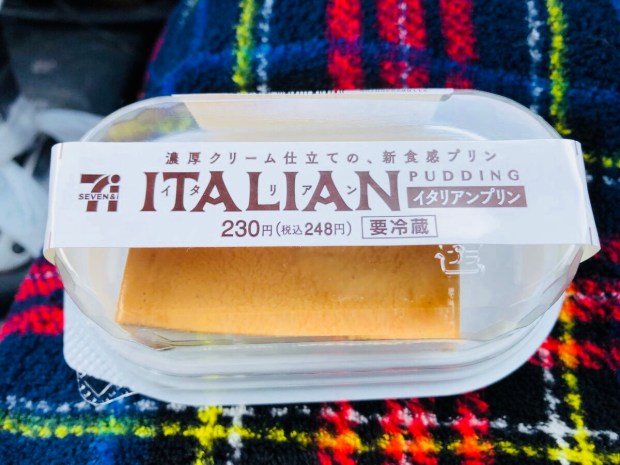 濃厚クリーム仕立ての、新食感プリン
7i
SEVEN&i
ITALIAN
イタリアン
PUDDING
イタリアンプリン
230円(税込248円)
要冷蔵